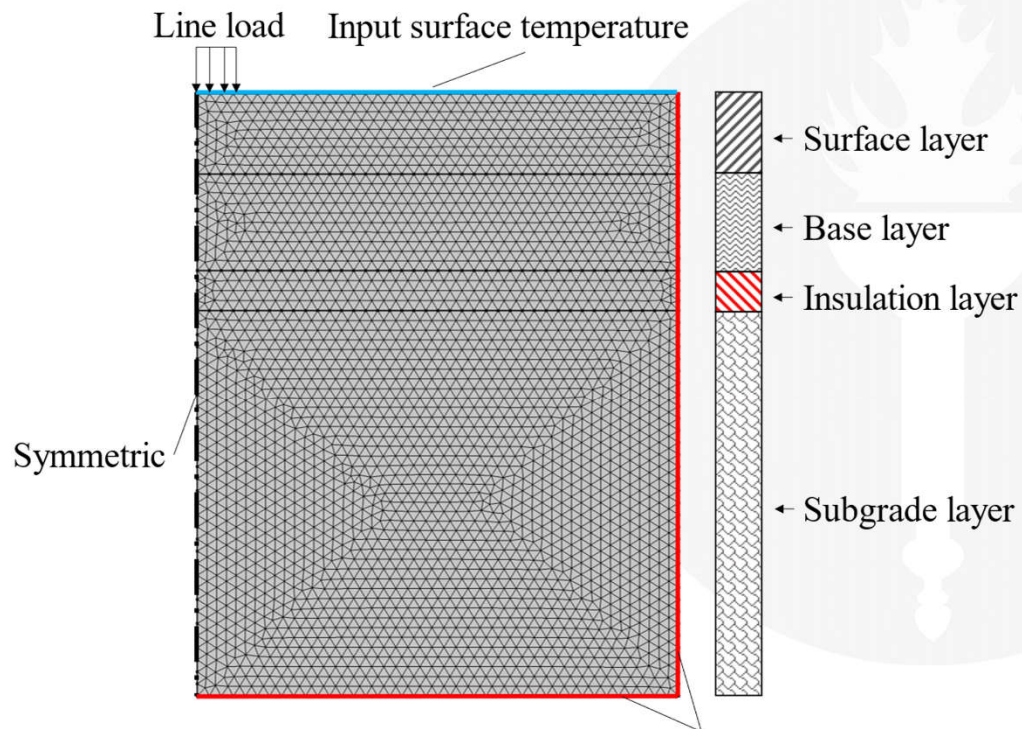 Line load
Input surface temperature
Surface layer
Base layer
Insulation layer
Symmetric
Subgrade layer